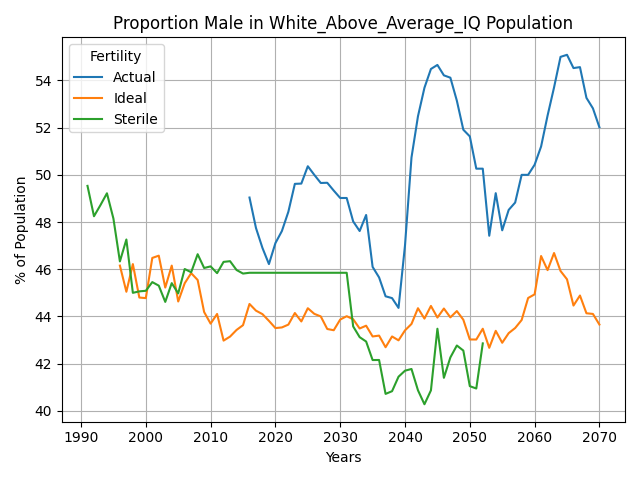 Proportion Male in White_Above_Average_IQ Population
Fertility
Actual
Ideal
Sterile
% of Population
54
52
50
48
46
44
42
40
1990 2000 2010 2020 2030 2040 2050 2060 2070
Years